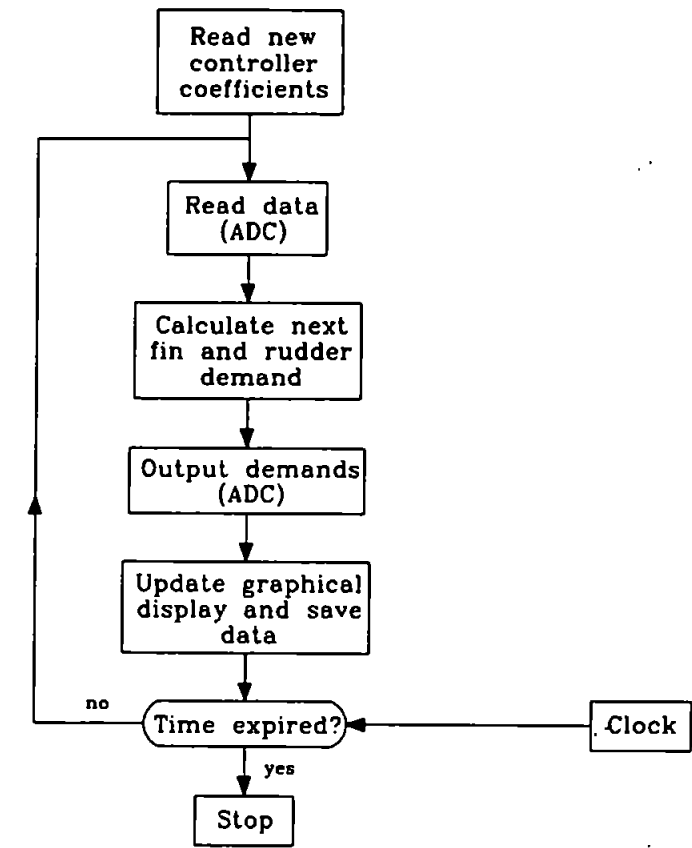 Read new
controller
coefficients
Read data
(ADC)
Calculate next
fin and rudder
demand
Output demands
(ADC)
Update graphical
display and save
data
no
Time expired?
Clock
yes
Stop